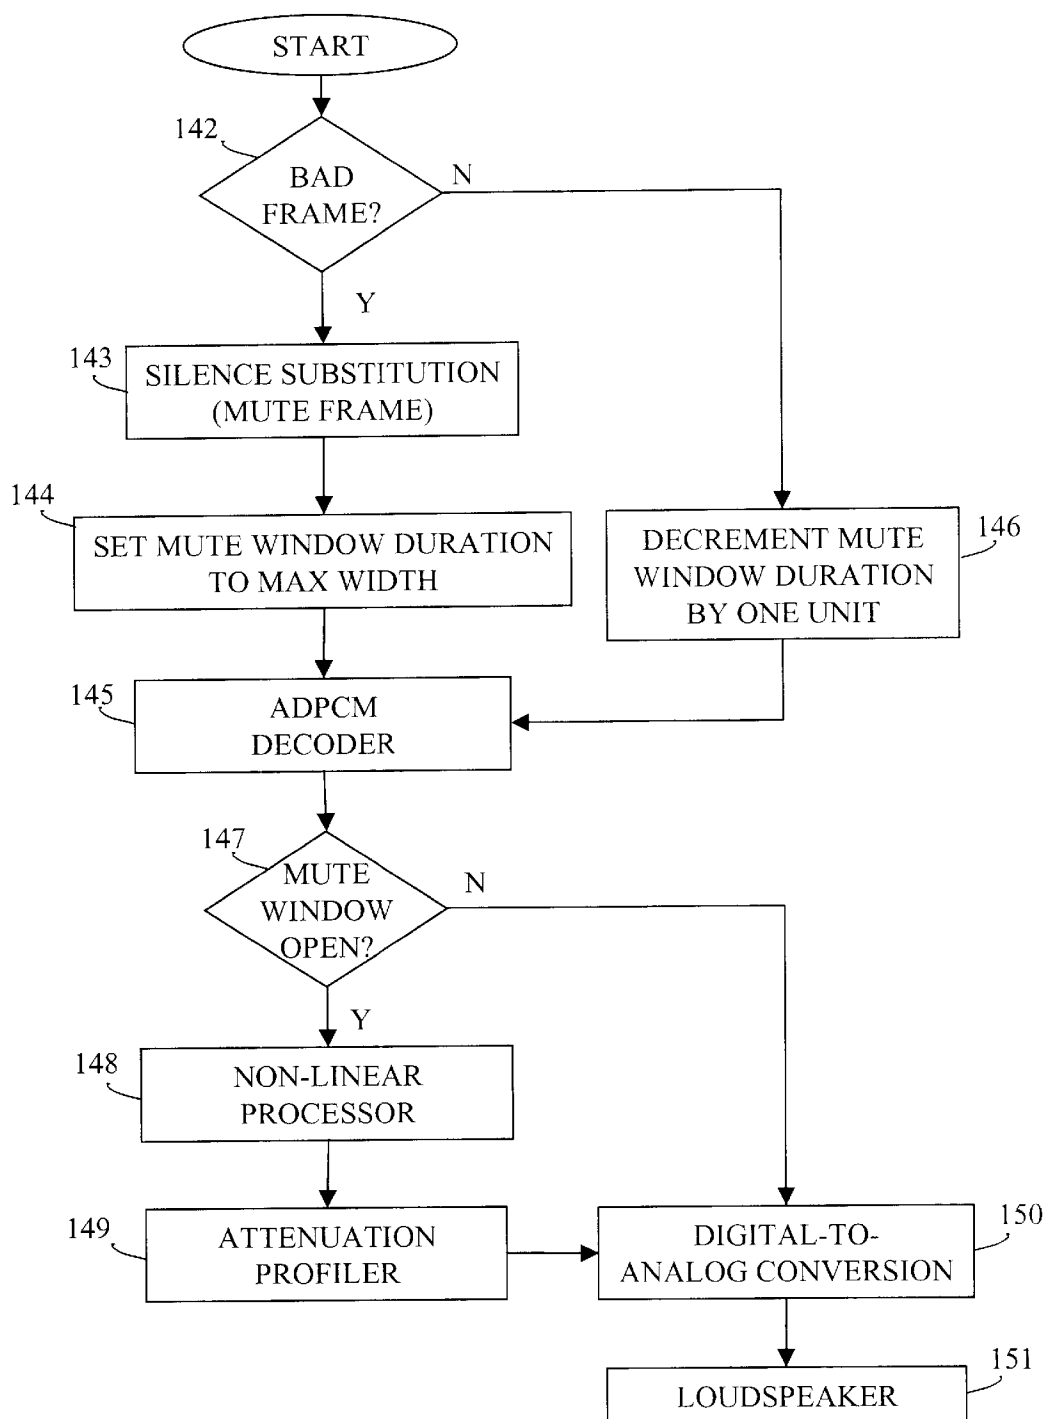 START
142
BAD
FRAME?
N
Y
143
SILENCE SUBSTITUTION
(MUTE FRAME)
144
SET MUTE WINDOW DURATION
TO MAX WIDTH
DECREMENT MUTE
WINDOW DURATION
BY ONE UNIT
146
145
ADPCM
DECODER
147
MUTE
WINDOW
OPEN?
N
Y
148
NON-LINEAR
PROCESSOR
149
ATTENUATION
PROFILER
DIGITAL-TO-
ANALOG CONVERSION
150
LOUDSPEAKER
151